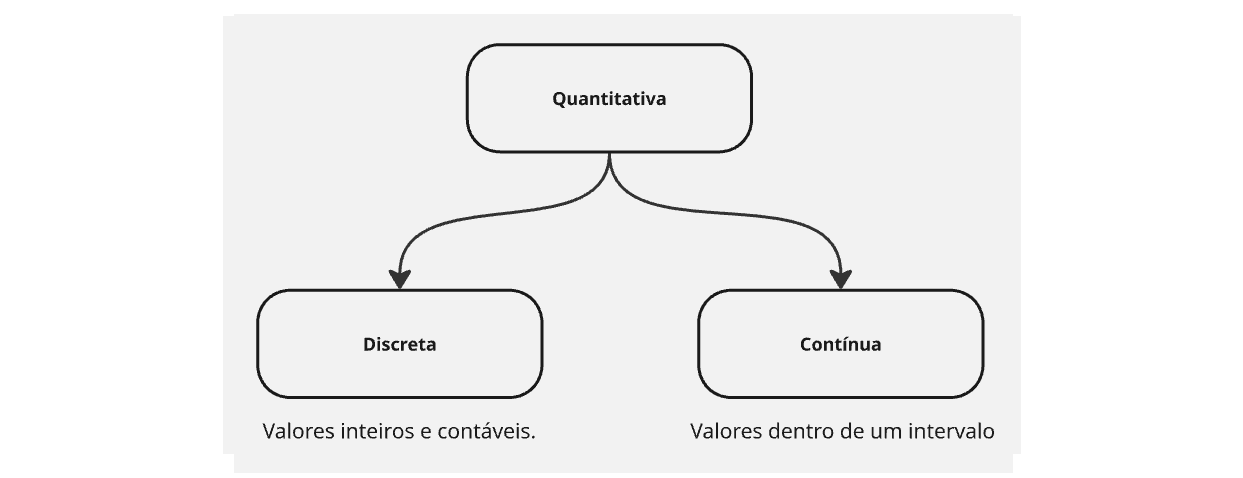 Quantitativa
Discreta
Contínua
Valores inteiros e contáveis.
Valores dentro de um intervalo